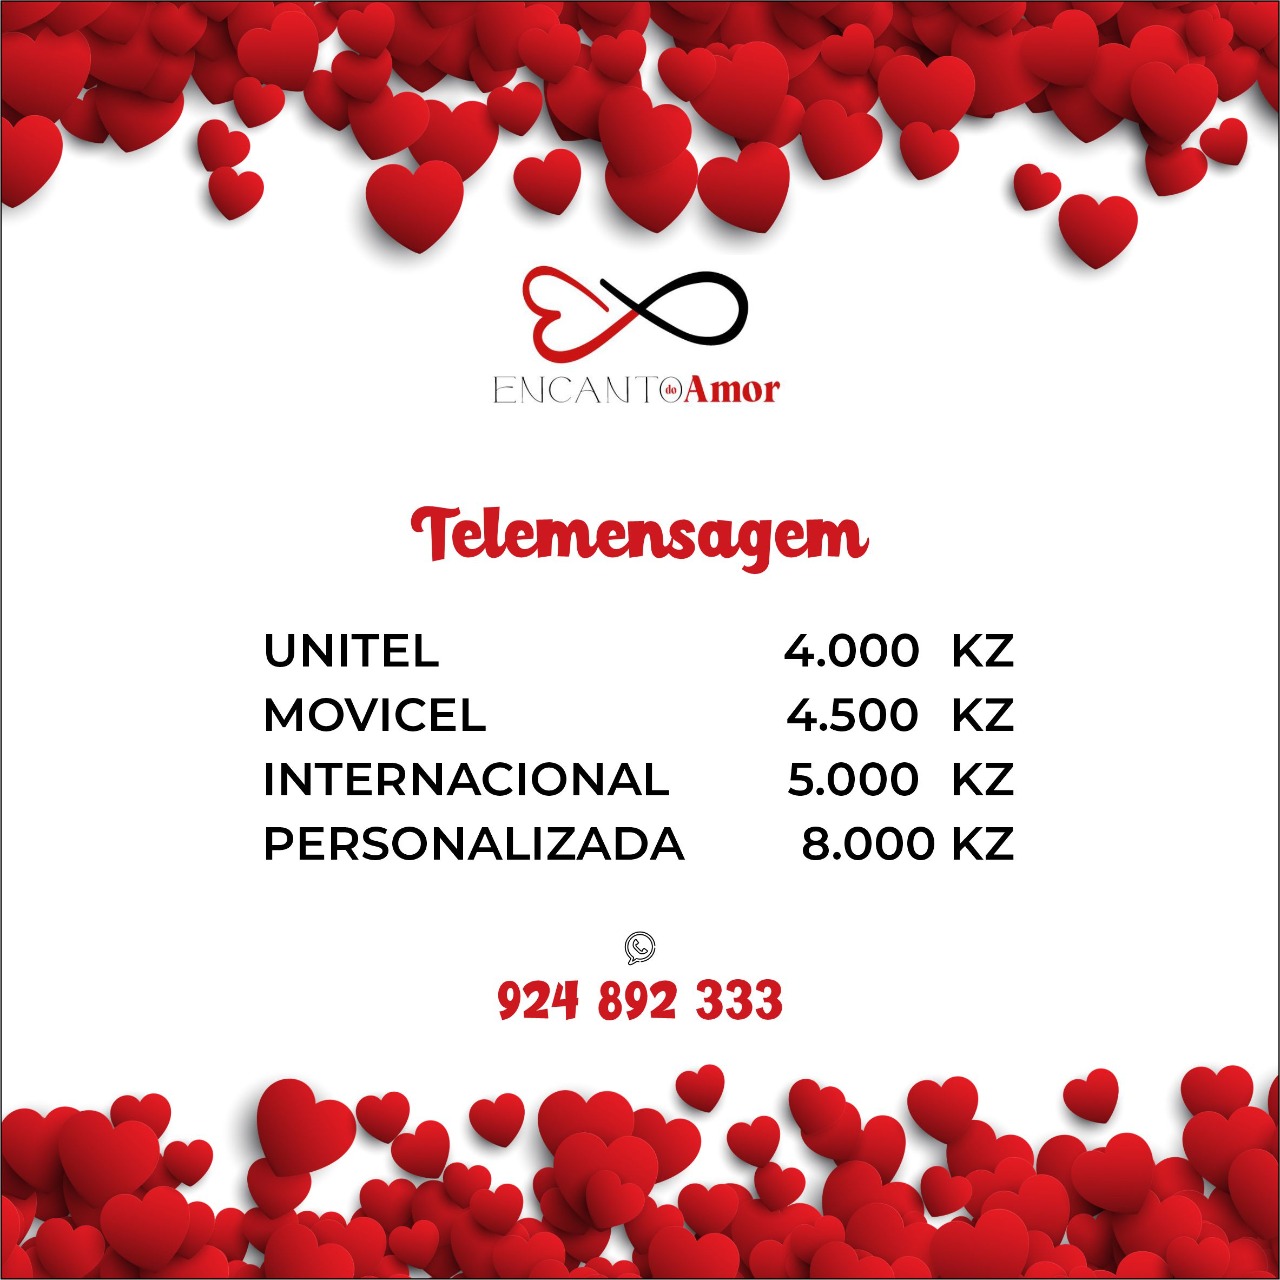 ENCANTO do Amor
Telemensagem
UNITEL 4.000 KZ
MOVICEL 4.500 KZ
INTERNACIONAL 5.000 KZ
PERSONALIZADA 8.000 KZ
924 892 333